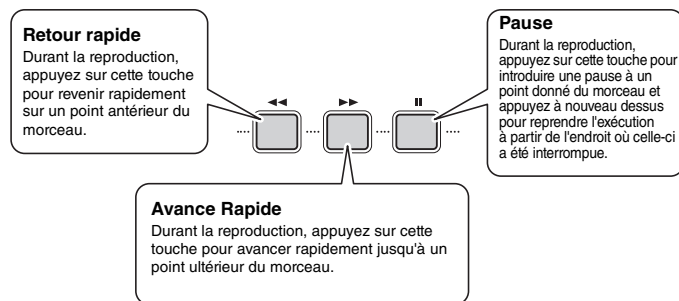 Retour rapide
Durant la reproduction,
appuyez sur cette touche
pour revenir rapidement
sur un point antérieur du
morceau.
Pause
Durant la reproduction,
appuyez sur cette touche pour
introduire une pause à un
point donné du morceau et
appuyez à nouveau dessus
pour reprendre l'exécution
à partir de l'endroit où celle-ci
a été interrompue.
Avance Rapide
Durant la reproduction, appuyez sur cette
touche pour avancer rapidement jusqu'à un
point ultérieur du morceau.